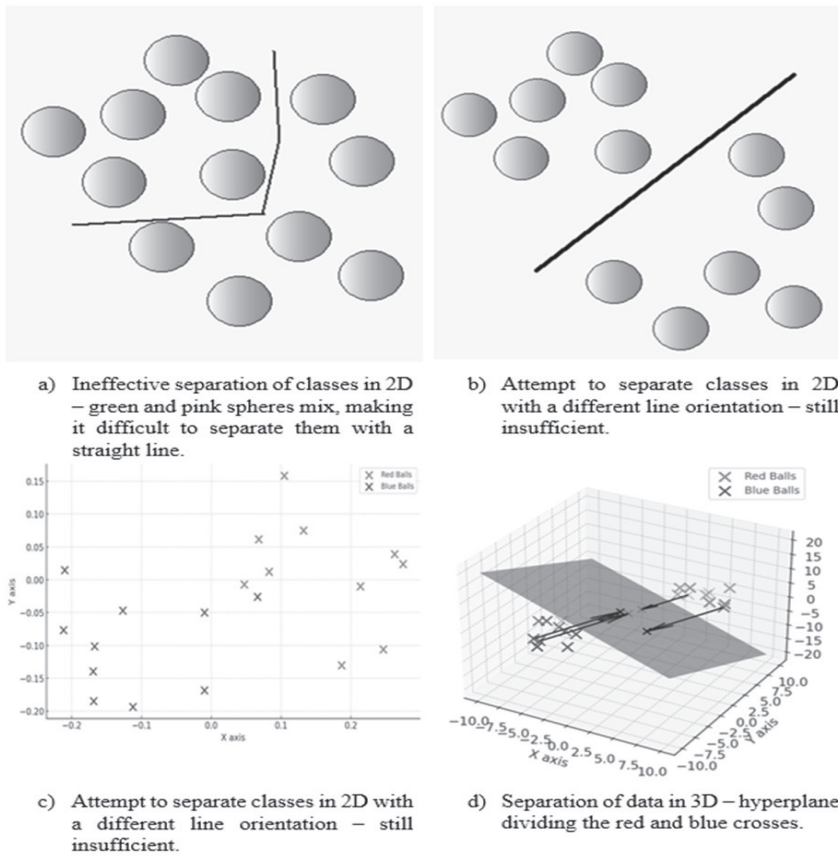 a) Ineffective separation of classes in 2D
– green and pink spheres mix, making
it difficult to separate them with a
straight line.
b) Attempt to separate classes in 2D
with a different line orientation – still
insufficient.
Red Balls
Blue Balls
0.15
0.10
0.05
0.00
−0.05
−0.10
−0.15
−0.20
Y axis
−0.2 −0.1 0.0 0.1 0.2
X axis
Red Balls
Blue Balls
20
15
10
5
0
−5
−10
−15
−20
−10.0 −7.5 −5.0 −2.5 0.0 2.5 5.0 7.5 10.0
X axis
10.0
7.5
5.0
2.5
0.0
−2.5
−5.0
−7.5
−10.0
Y axis
c) Attempt to separate classes in 2D with
a different line orientation – still
insufficient.
d) Separation of data in 3D – hyperplane
dividing the red and blue crosses.